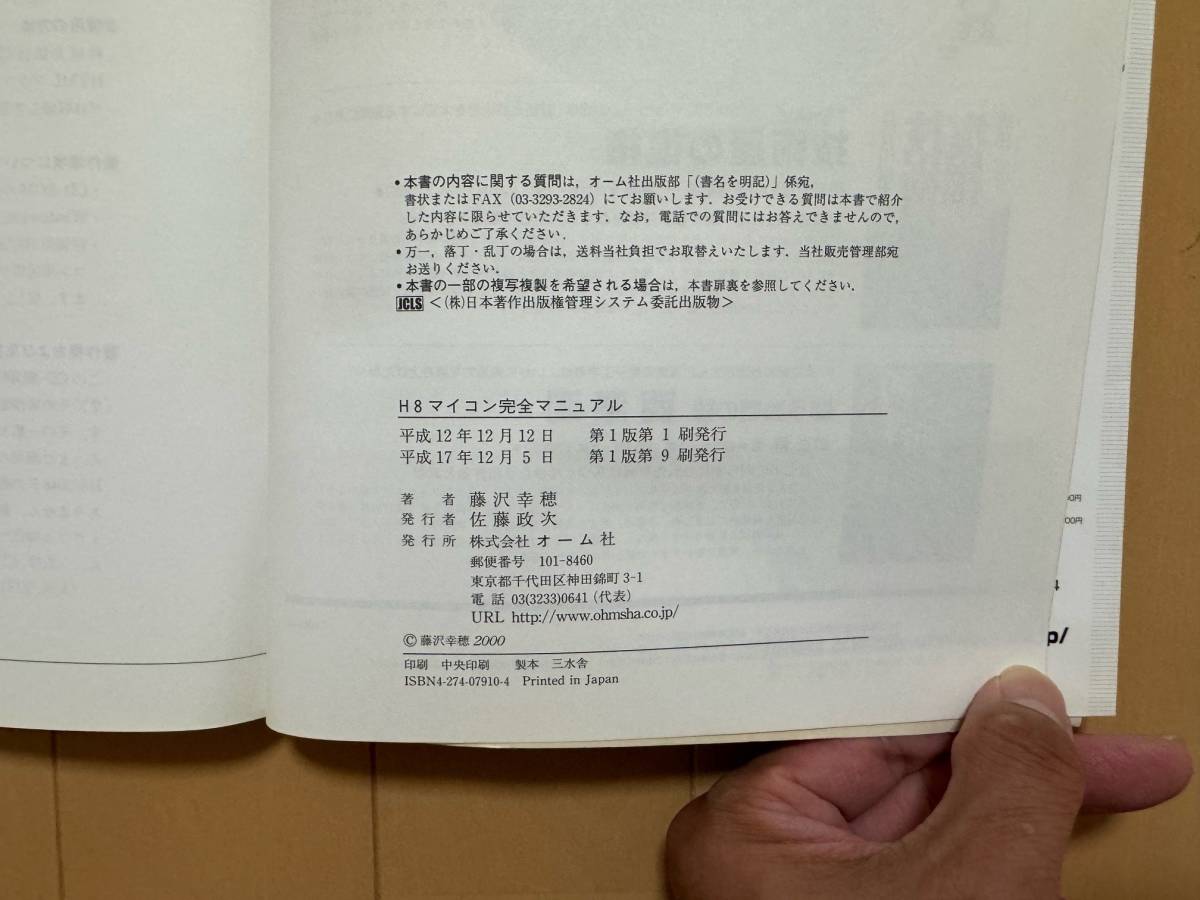 • 本書の内容に関する質問は，オーム社出版部「（書名を明記）」係宛，
書状またはFAX（03-3293-2824）にてお願いします．お受けできる質問は本書で紹介
した内容に限らせていただきます．なお，電話での質問にはお答えできませんので，
あらかじめご了承ください．
• 万一，落丁・乱丁の場合は，送料当社負担でお取替えいたします．当社販売管理部宛
お送りください．
• 本書の一部の複写複製を希望される場合は，本書扉裏を参照してください．
JCLS ＜（株）日本著作出版権管理システム委託出版物＞
H8マイコン完全マニュアル
平成12年12月12日　第1版第1刷発行
平成17年12月5日　第1版第9刷発行
著者　藤沢幸穂
発行者　佐藤政次
発行所　株式会社 オーム社
郵便番号　101-8460
東京都千代田区神田錦町3-1
電話　03(3233)0641（代表）
URL http://www.ohmsha.co.jp/
© 藤沢幸穂 2000
印刷　中央印刷　製本　三水舎
ISBN4-274-07910-4　Printed in Japan
00円
p/